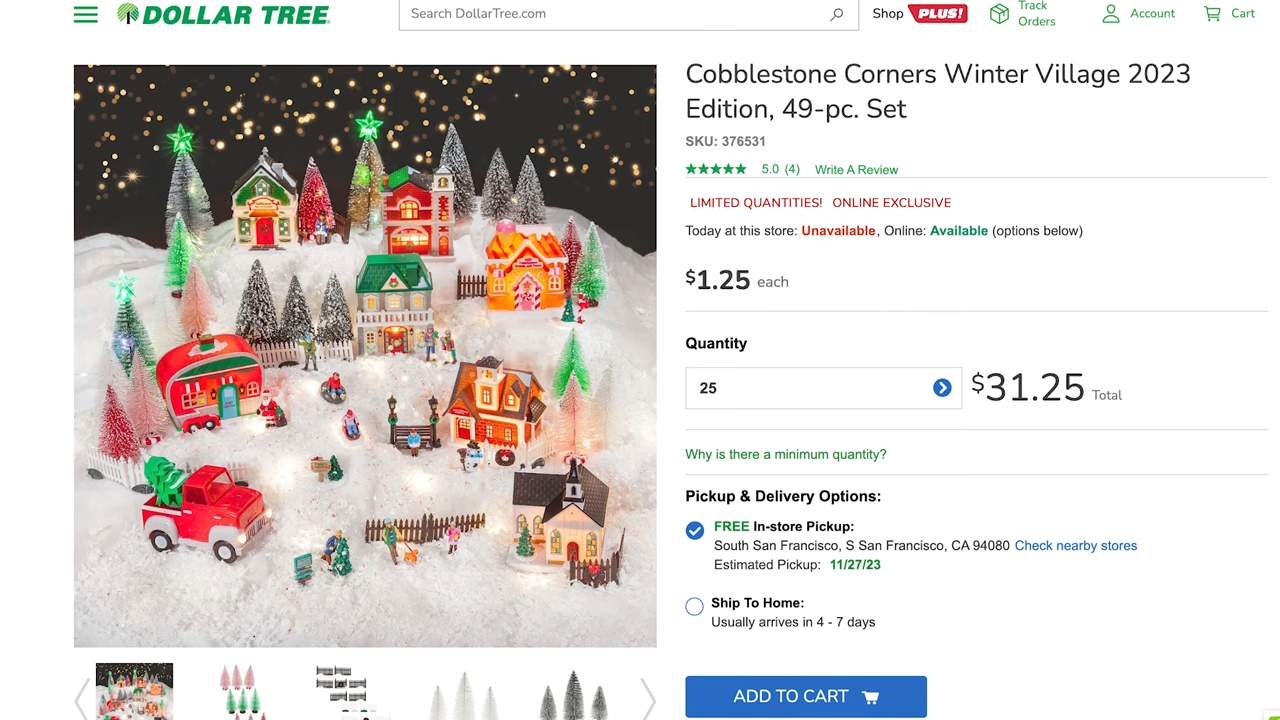 DOLLAR TREE
Search DollarTree.com
Shop PLUS!
Track
Orders
Account
Cart
Cobblestone Corners Winter Village 2023
Edition, 49-pc. Set
SKU: 376531
5.0 (4) Write A Review
LIMITED QUANTITIES! ONLINE EXCLUSIVE
Today at this store: Unavailable, Online: Available (options below)
$1.25 each
Quantity
25
$31.25 Total
Why is there a minimum quantity?
Pickup & Delivery Options:
FREE In-store Pickup:
South San Francisco, S San Francisco, CA 94080 Check nearby stores
Estimated Pickup: 11/27/23
Ship To Home:
Usually arrives in 4 - 7 days
ADD TO CART